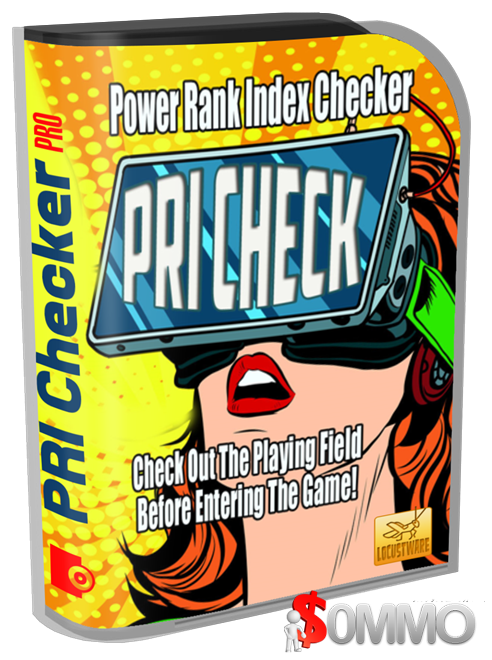 Power Rank Index Checker
PRI CHECK
PRI Checker PRO
Check Out The Playing Field
Before Entering The Game!
LOCUSTWARE
$OMMO